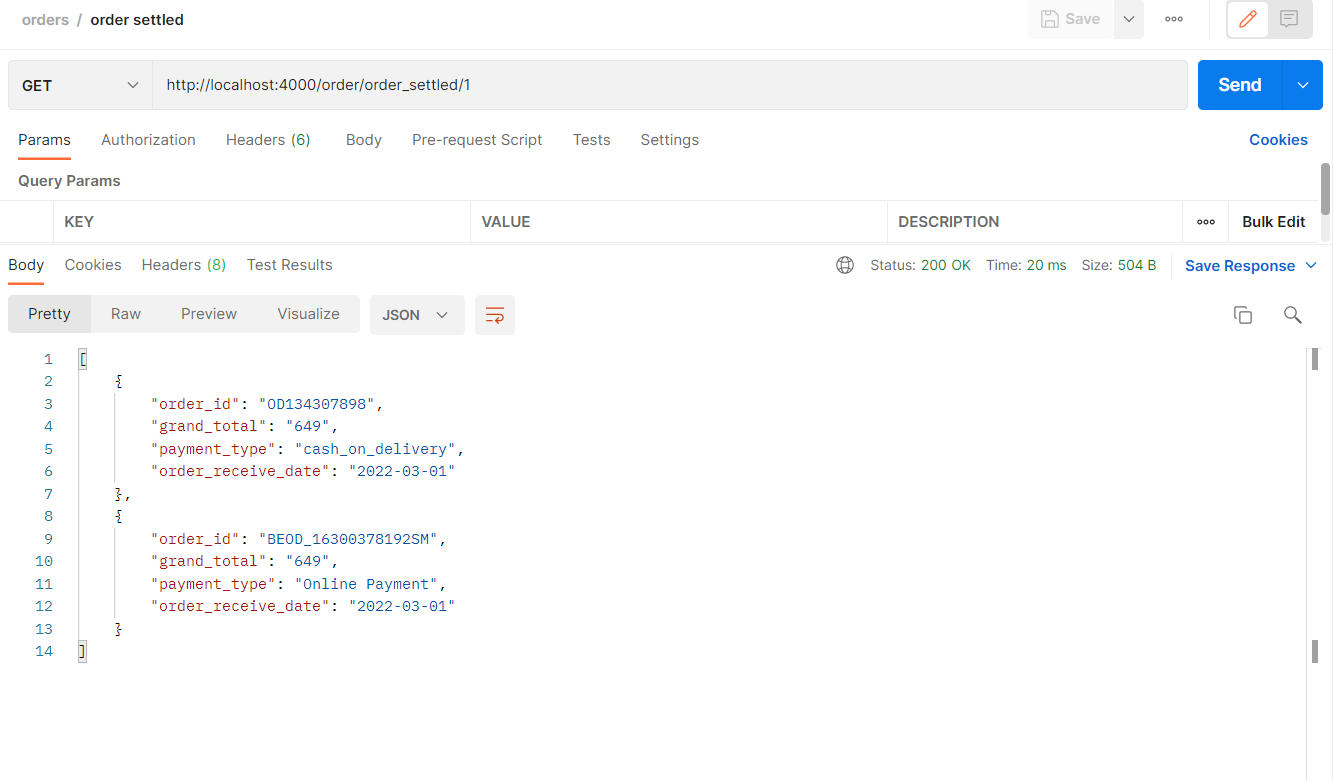 orders / order settled
Save
GET
http://localhost:4000/order/order_settled/1
Send
Params Authorization Headers (6) Body Pre-request Script Tests Settings Cookies
Query Params
KEY VALUE DESCRIPTION Bulk Edit
Body Cookies Headers (8) Test Results Status: 200 OK Time: 20 ms Size: 504 B Save Response
Pretty Raw Preview Visualize JSON
1 [
2 {
3 "order_id": "OD134307898",
4 "grand_total": "649",
5 "payment_type": "cash_on_delivery",
6 "order_receive_date": "2022-03-01"
7 },
8 {
9 "order_id": "BEOD_16300378192SM",
10 "grand_total": "649",
11 "payment_type": "Online Payment",
12 "order_receive_date": "2022-03-01"
13 }
14 ]